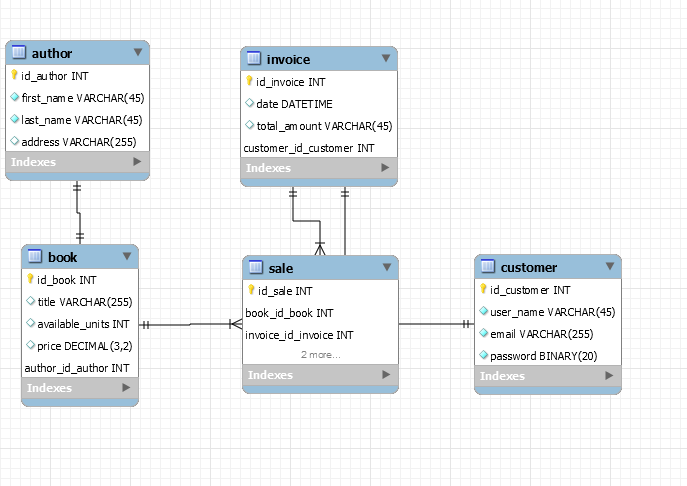 author
id_author INT
first_name VARCHAR(45)
last_name VARCHAR(45)
address VARCHAR(255)
Indexes
invoice
id_invoice INT
date DATETIME
total_amount VARCHAR(45)
customer_id_customer INT
Indexes
book
id_book INT
title VARCHAR(255)
available_units INT
price DECIMAL(3,2)
author_id_author INT
Indexes
sale
id_sale INT
book_id_book INT
invoice_id_invoice INT
2 more...
Indexes
customer
id_customer INT
user_name VARCHAR(45)
email VARCHAR(255)
password BINARY(20)
Indexes